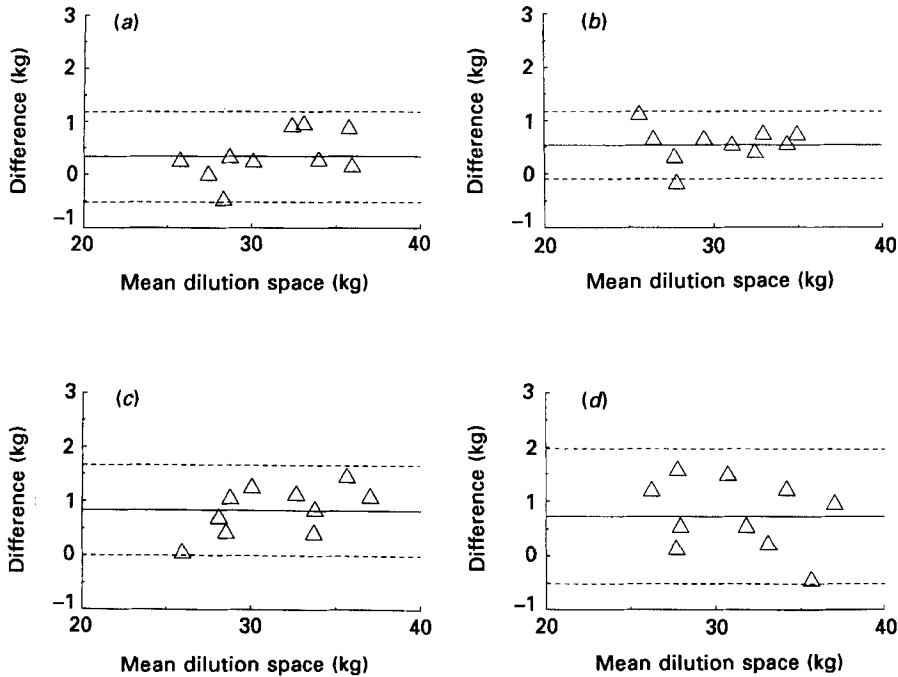 (a)
Difference (kg)
3
2
1
0
−1
20
30
40
Mean dilution space (kg)
(b)
Difference (kg)
3
2
1
0
−1
20
30
40
Mean dilution space (kg)
(c)
Difference (kg)
3
2
1
0
−1
20
30
40
Mean dilution space (kg)
(d)
Difference (kg)
3
2
1
0
−1
20
30
40
Mean dilution space (kg)